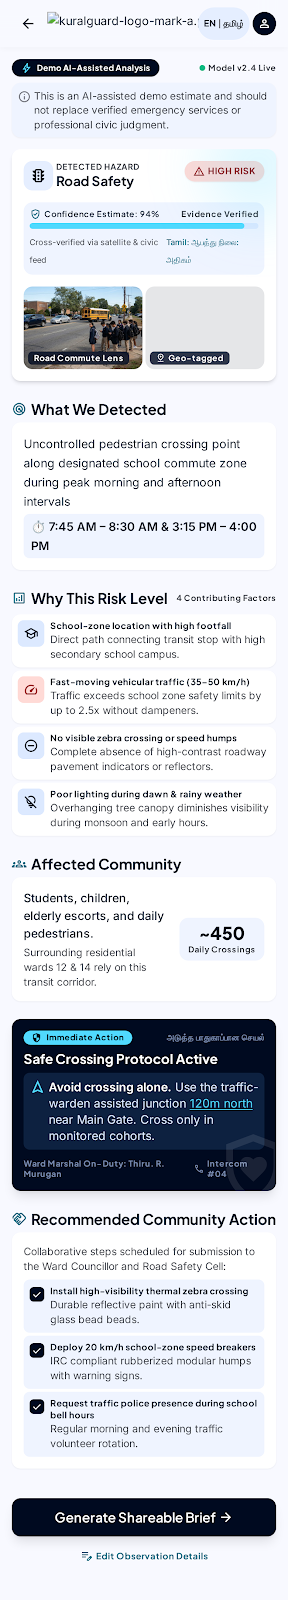 kuralguard-logo-mark-a.
EN | தமிழ்
Demo AI-Assisted Analysis
Model v2.4 Live
This is an AI-assisted demo estimate and should
not replace verified emergency services or
professional civic judgment.
DETECTED HAZARD
Road Safety
HIGH RISK
Confidence Estimate: 94%
Evidence Verified
Cross-verified via satellite & civic
feed
Tamil: ஆபத்து நிலை:
அதிகம்
Road Commute Lens
Geo-tagged
What We Detected
Uncontrolled pedestrian crossing point
along designated school commute zone
during peak morning and afternoon
intervals
⏱️ 7:45 AM – 8:30 AM & 3:15 PM – 4:00
PM
Why This Risk Level
4 Contributing Factors
School-zone location with high footfall
Direct path connecting transit stop with high
secondary school campus.
Fast-moving vehicular traffic (35–50 km/h)
Traffic exceeds school zone safety limits by
up to 2.5x without dampeners.
No visible zebra crossing or speed humps
Complete absence of high-contrast roadway
pavement indicators or reflectors.
Poor lighting during dawn & rainy weather
Overhanging tree canopy diminishes visibility
during monsoon and early hours.
Affected Community
Students, children,
elderly escorts, and daily
pedestrians.
Surrounding residential
wards 12 & 14 rely on this
transit corridor.
~450
Daily Crossings
Immediate Action
அடுத்த பாதுகாப்பான செயல்
Safe Crossing Protocol Active
Avoid crossing alone. Use the traffic-
warden assisted junction 120m north
near Main Gate. Cross only in
monitored cohorts.
Ward Marshal On-Duty: Thiru. R.
Murugan
Intercom
#04
Recommended Community Action
Collaborative steps scheduled for submission to
the Ward Councillor and Road Safety Cell:
Install high-visibility thermal zebra crossing
Durable reflective paint with anti-skid
glass bead beads.
Deploy 20 km/h school-zone speed breakers
IRC compliant rubberized modular humps
with warning signs.
Request traffic police presence during school
bell hours
Regular morning and evening traffic
volunteer rotation.
Generate Shareable Brief →
Edit Observation Details